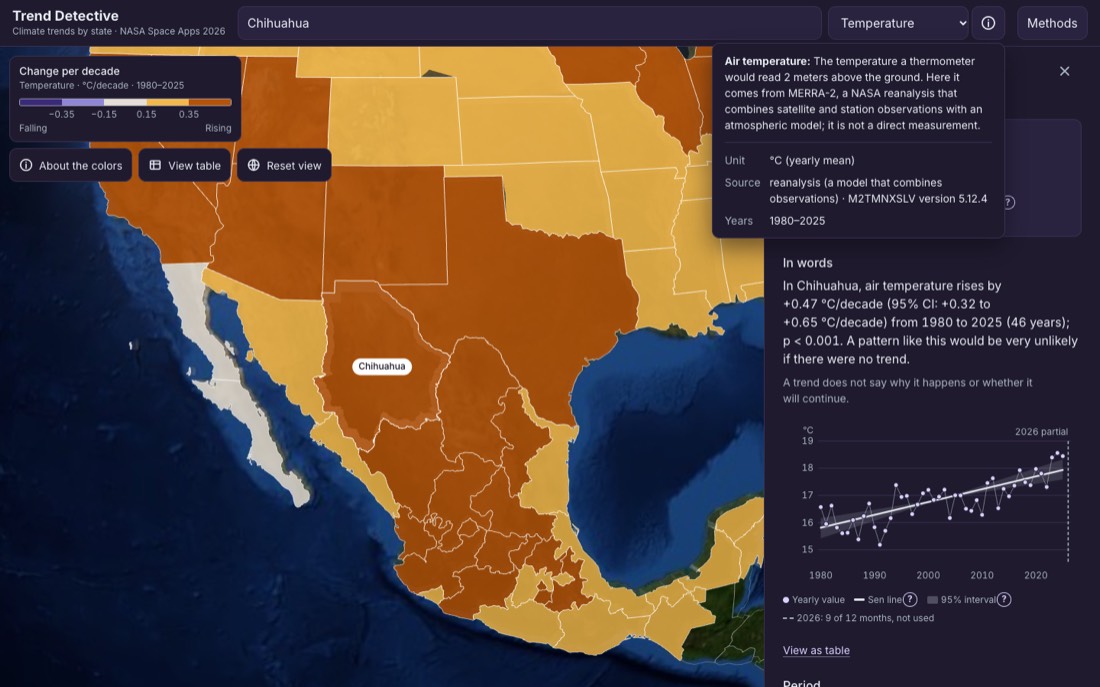 Trend Detective
Climate trends by state · NASA Space Apps 2026
Chihuahua
Temperature
Methods
Change per decade
Temperature · °C/decade · 1980–2025
−0.35 −0.15 0.15 0.35
Falling Rising
About the colors
View table
Reset view
Chihuahua
Air temperature: The temperature a thermometer
would read 2 meters above the ground. Here it
comes from MERRA-2, a NASA reanalysis that
combines satellite and station observations with an
atmospheric model; it is not a direct measurement.
Unit °C (yearly mean)
Source reanalysis (a model that combines
observations) · M2TMNXSLV version 5.12.4
Years 1980–2025
?
In words
In Chihuahua, air temperature rises by
+0.47 °C/decade (95% CI: +0.32 to
+0.65 °C/decade) from 1980 to 2025 (46 years);
p < 0.001. A pattern like this would be very unlikely
if there were no trend.
A trend does not say why it happens or whether it
will continue.
°C
2026 partial
19
18
17
16
15
1980 1990 2000 2010 2020
Yearly value Sen line ? 95% interval ?
2026: 9 of 12 months, not used
View as table
Period